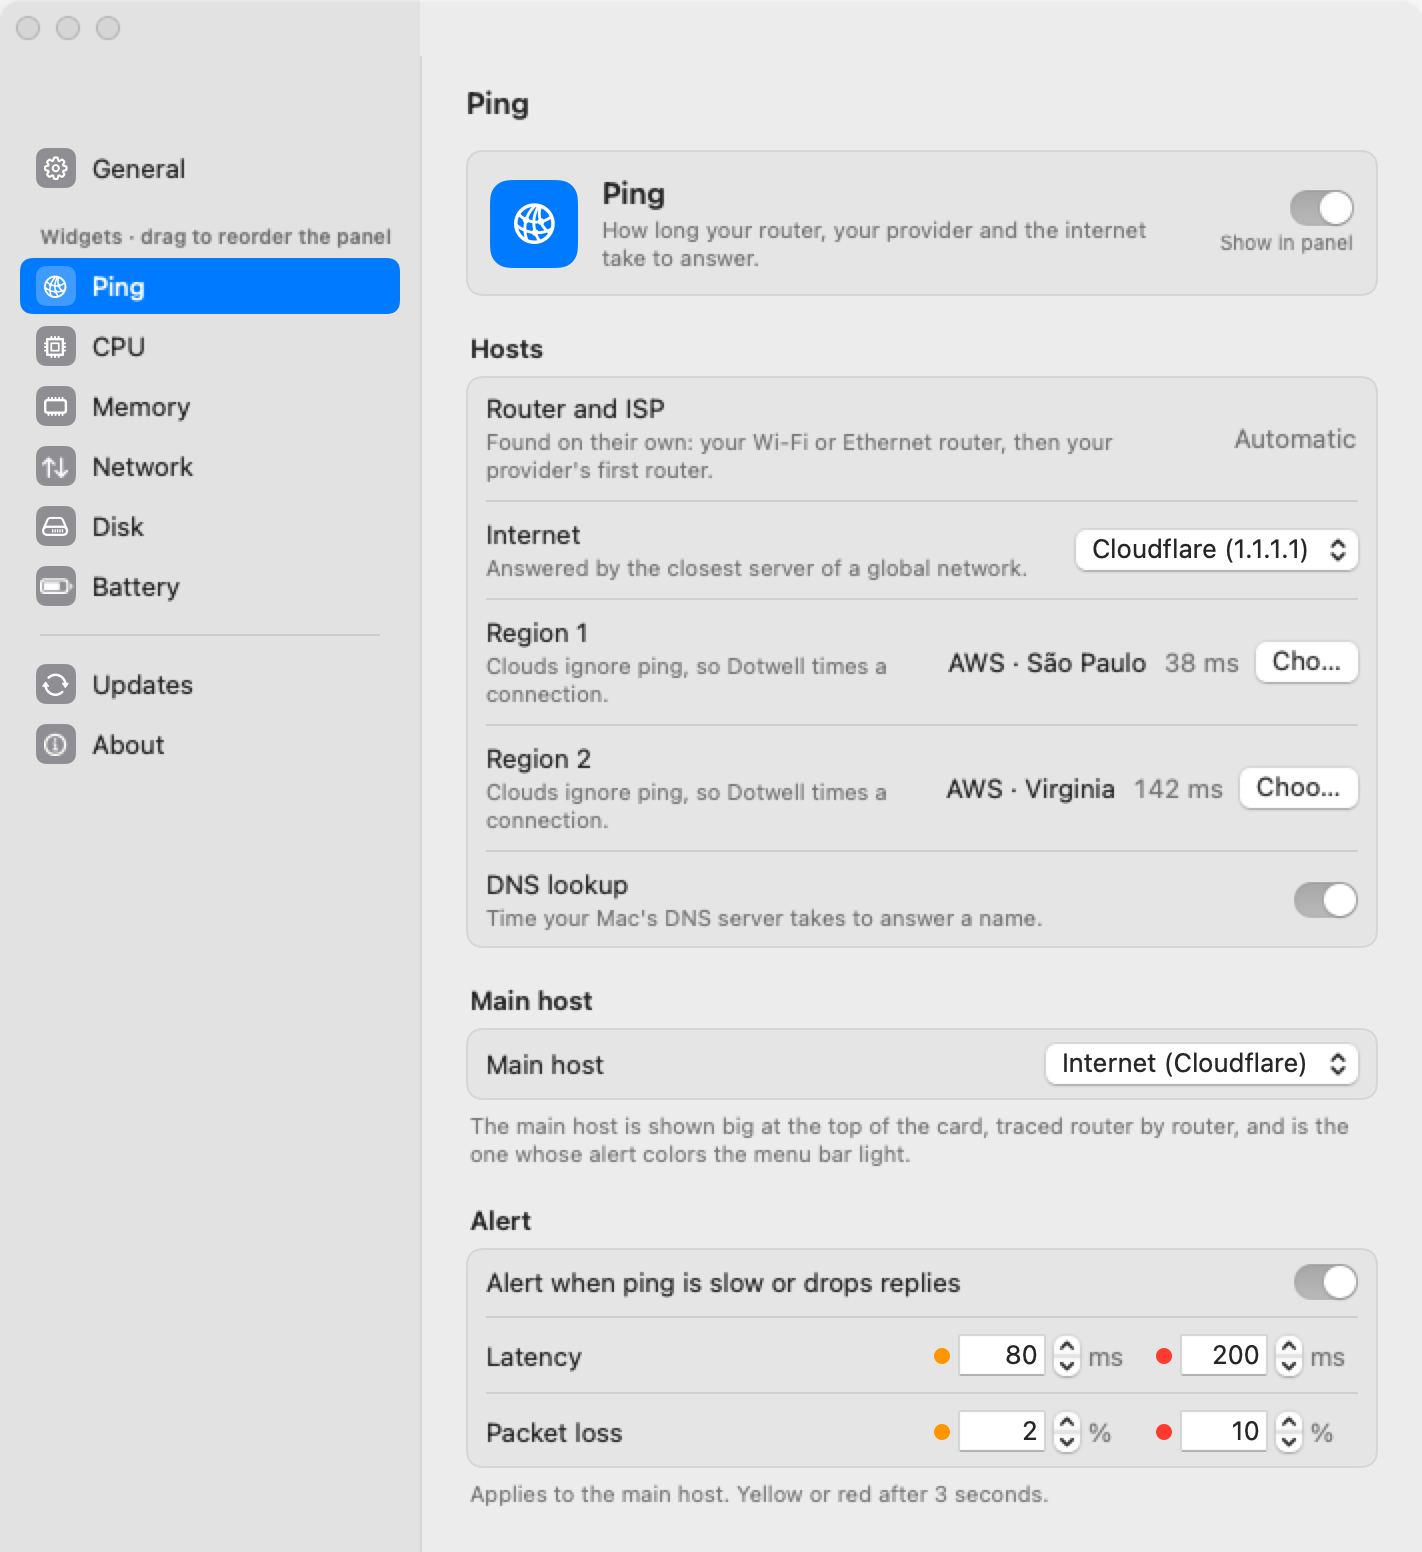 Ping
General
Widgets · drag to reorder the panel
Ping
CPU
Memory
Network
Disk
Battery
Updates
About
Ping
How long your router, your provider and the internet
take to answer.
Show in panel
Hosts
Router and ISP
Found on their own: your Wi-Fi or Ethernet router, then your
provider's first router.
Automatic
Internet
Answered by the closest server of a global network.
Cloudflare (1.1.1.1)
Region 1
Clouds ignore ping, so Dotwell times a
connection.
AWS · São Paulo 38 ms Cho...
Region 2
Clouds ignore ping, so Dotwell times a
connection.
AWS · Virginia 142 ms Choo...
DNS lookup
Time your Mac's DNS server takes to answer a name.
Main host
Main host Internet (Cloudflare)
The main host is shown big at the top of the card, traced router by router, and is the
one whose alert colors the menu bar light.
Alert
Alert when ping is slow or drops replies
Latency 80 ms 200 ms
Packet loss 2 % 10 %
Applies to the main host. Yellow or red after 3 seconds.